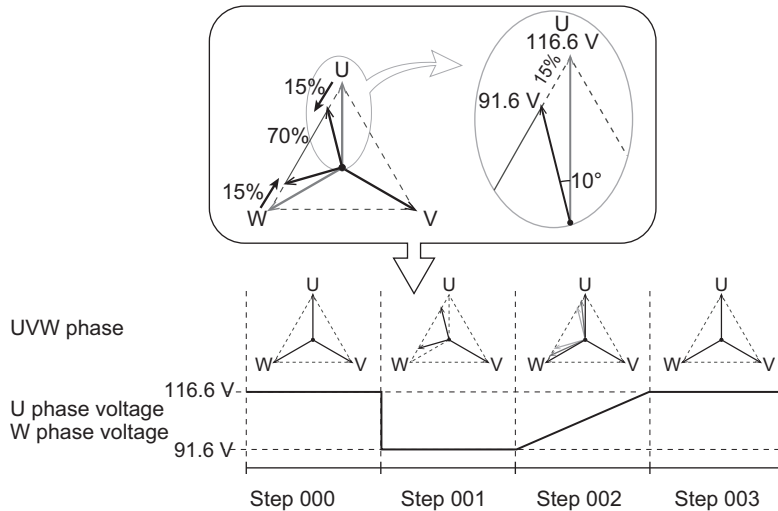 U
116.6 V
15%
91.6 V
10°
U
15%
70%
15%
W
V
UVW phase
U
W
V
U
W
V
U
W
V
U
W
V
U phase voltage
W phase voltage
116.6 V
91.6 V
Step 000
Step 001
Step 002
Step 003